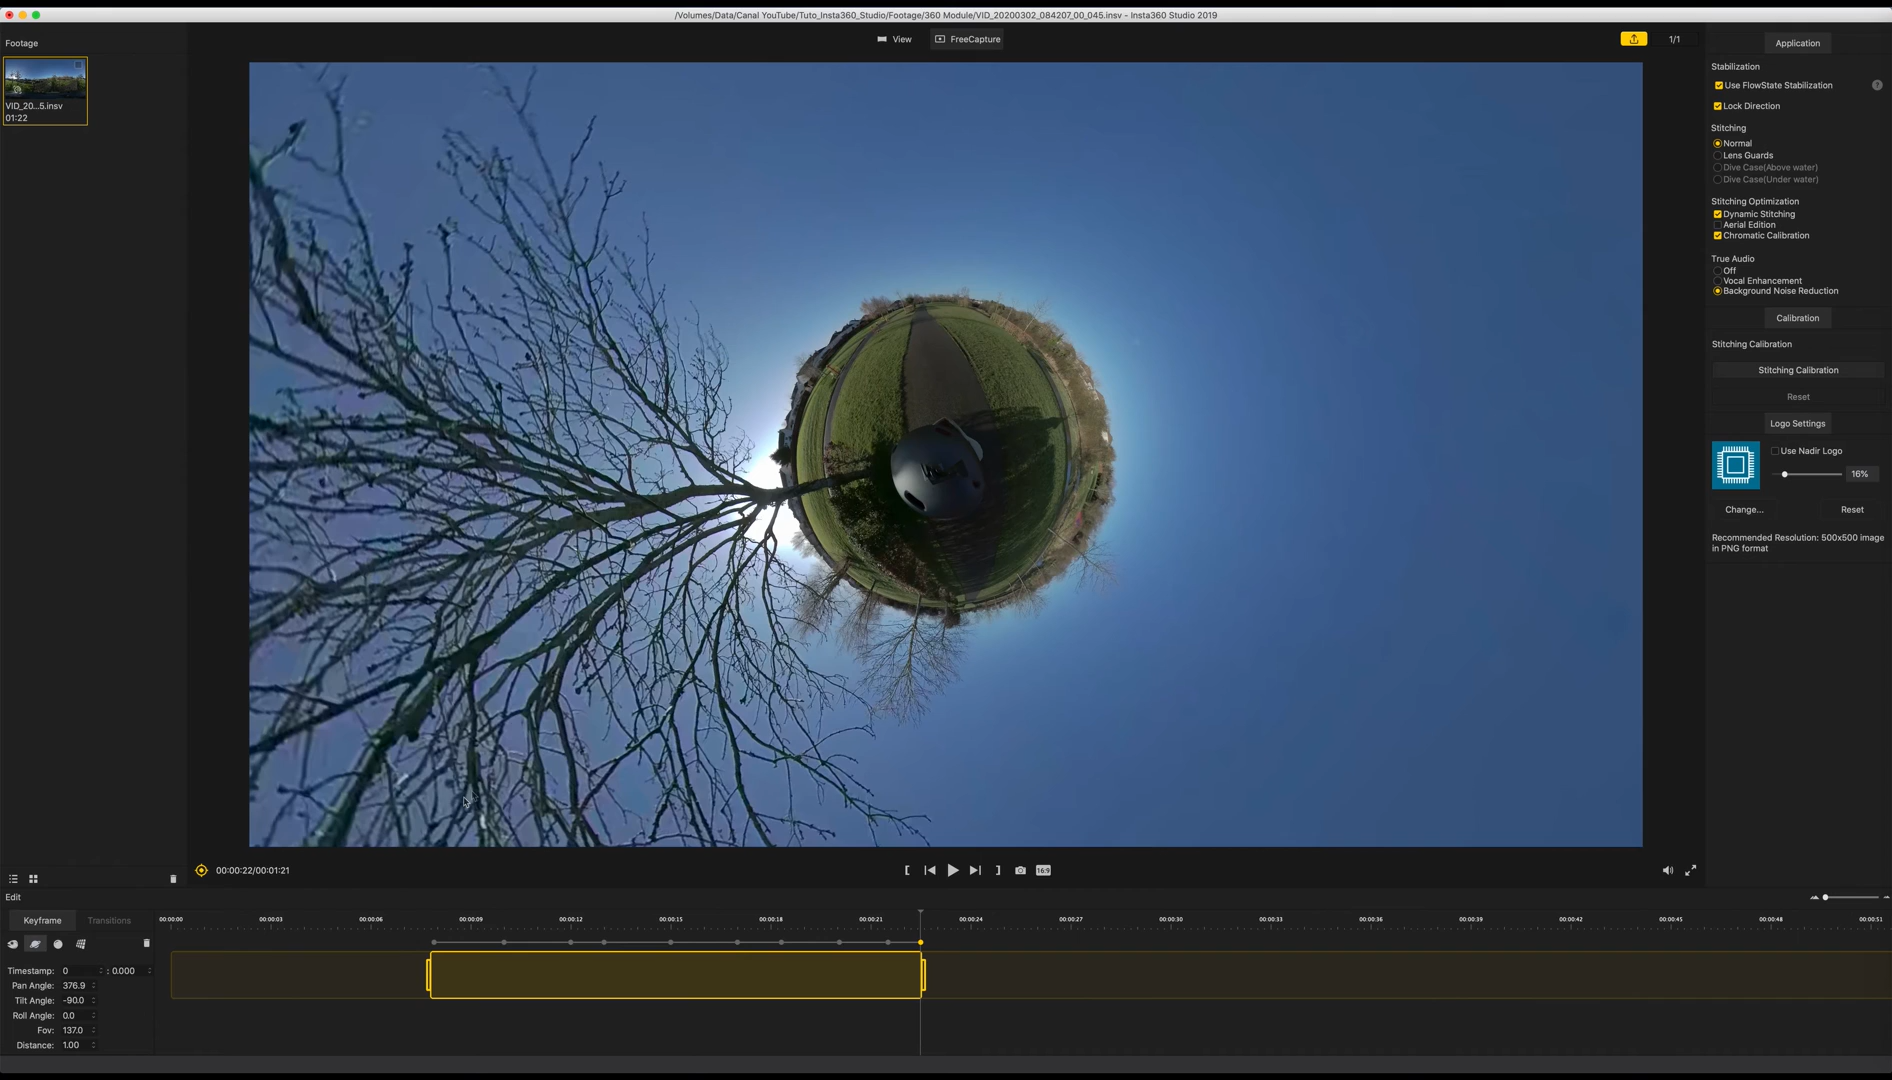 /Volumes/Data/Canal YouTube/Tuto_Insta360_Studio/Footage/360 Module/VID_20200302_084207_00_045.insv - Insta360 Studio 2019
Footage
View
FreeCapture
1/1
Application
VID_20...5.insv
01:22
Stabilization
Use FlowState Stabilization
?
Lock Direction
Stitching
Normal
Lens Guards
Dive Case(Above water)
Dive Case(Under water)
Stitching Optimization
Dynamic Stitching
Aerial Edition
Chromatic Calibration
True Audio
Off
Vocal Enhancement
Background Noise Reduction
Calibration
Stitching Calibration
Stitching Calibration
Reset
Logo Settings
Use Nadir Logo
16%
Change...
Reset
Recommended Resolution: 500x500 image
in PNG format
00:00:22/00:01:21
16:9
Edit
Keyframe
Transitions
00:00:00
00:00:03
00:00:06
00:00:09
00:00:12
00:00:15
00:00:18
00:00:21
00:00:24
00:00:27
00:00:30
00:00:33
00:00:36
00:00:39
00:00:42
00:00:45
00:00:48
00:00:51
Timestamp: 0 : 0.000
Pan Angle: 376.9
Tilt Angle: -90.0
Roll Angle: 0.0
Fov: 137.0
Distance: 1.00